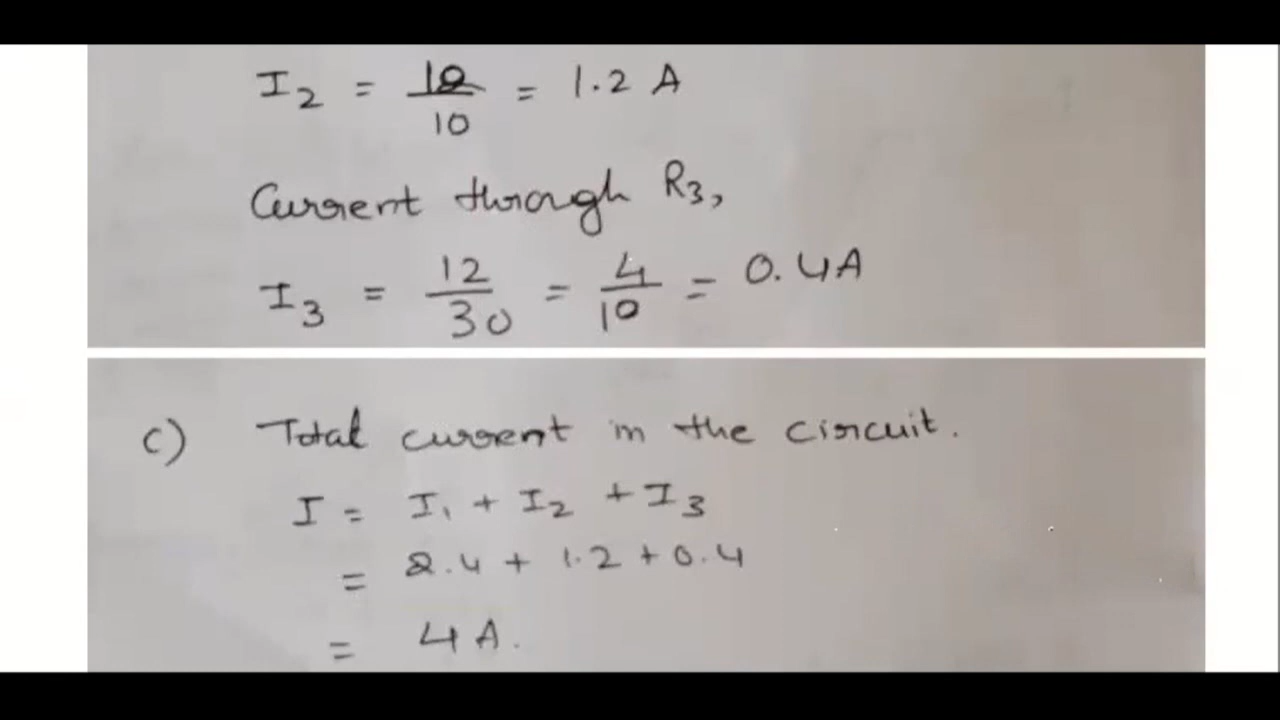 I₂ = 12/10 = 1.2 A
Current through R₃,
I₃ = 12/30 = 4/10 = 0.4A
c) Total current in the circuit.
I = I₁ + I₂ + I₃
= 2.4 + 1.2 + 0.4
= 4 A.